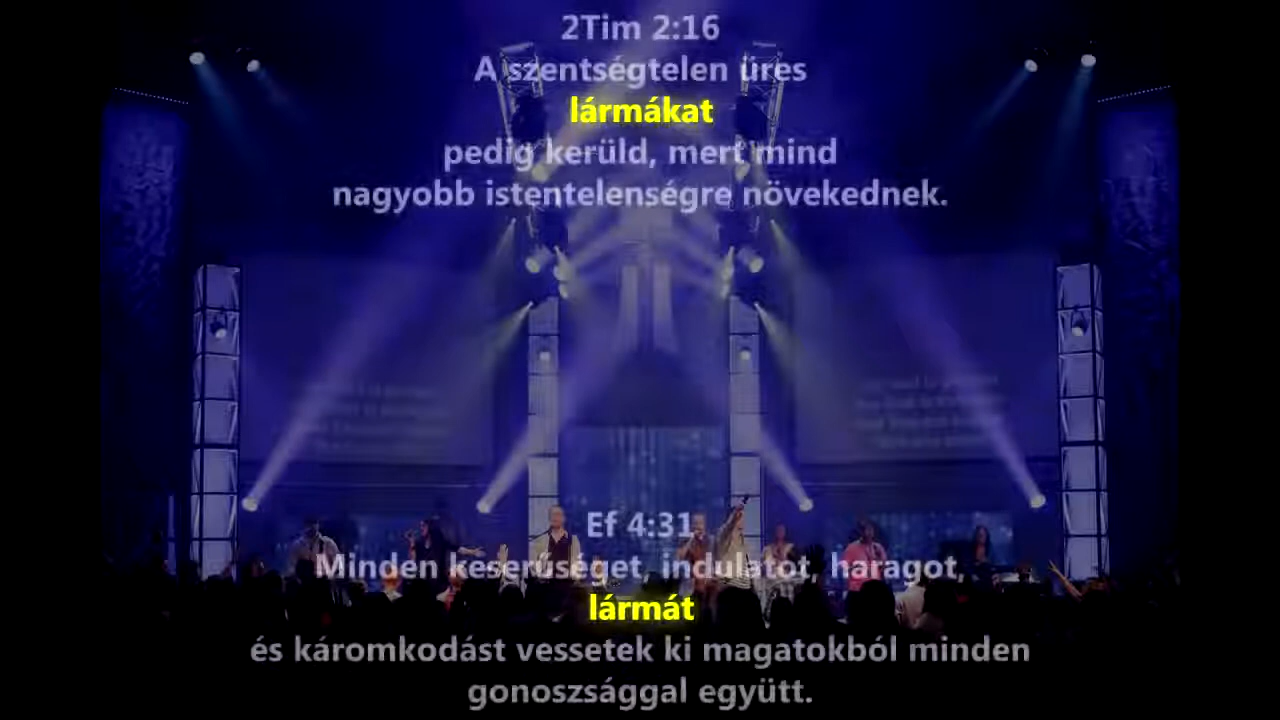 2Tim 2:16
A szentségtelen üres
lármákat
pedig kerüld, mert mind
nagyobb istentelenségre növekednek.
Ef 4:31
Minden keserűséget, indulatot, haragot,
lármát
és káromkodást vessetek ki magatokból minden
gonoszsággal együtt.